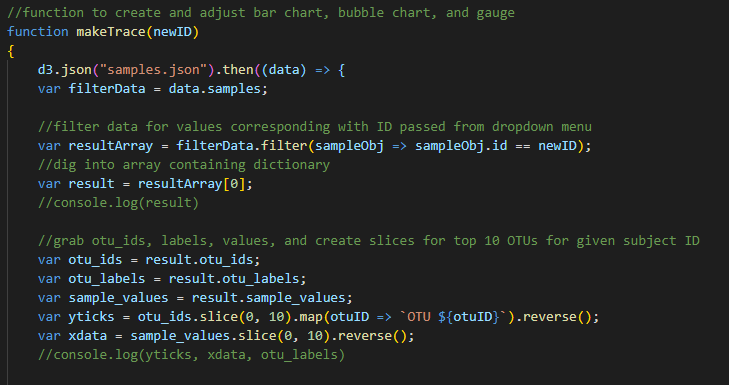 //function to create and adjust bar chart, bubble chart, and gauge
function makeTrace(newID)
{
    d3.json("samples.json").then((data) => {
    var filterData = data.samples;

    //filter data for values corresponding with ID passed from dropdown menu
    var resultArray = filterData.filter(sampleObj => sampleObj.id == newID);
    //dig into array containing dictionary
    var result = resultArray[0];
    //console.log(result)

    //grab otu_ids, labels, values, and create slices for top 10 OTUs for given subject ID
    var otu_ids = result.otu_ids;
    var otu_labels = result.otu_labels;
    var sample_values = result.sample_values;
    var yticks = otu_ids.slice(0, 10).map(otuID => `OTU ${otuID}`).reverse();
    var xdata = sample_values.slice(0, 10).reverse();
    //console.log(yticks, xdata, otu_labels)